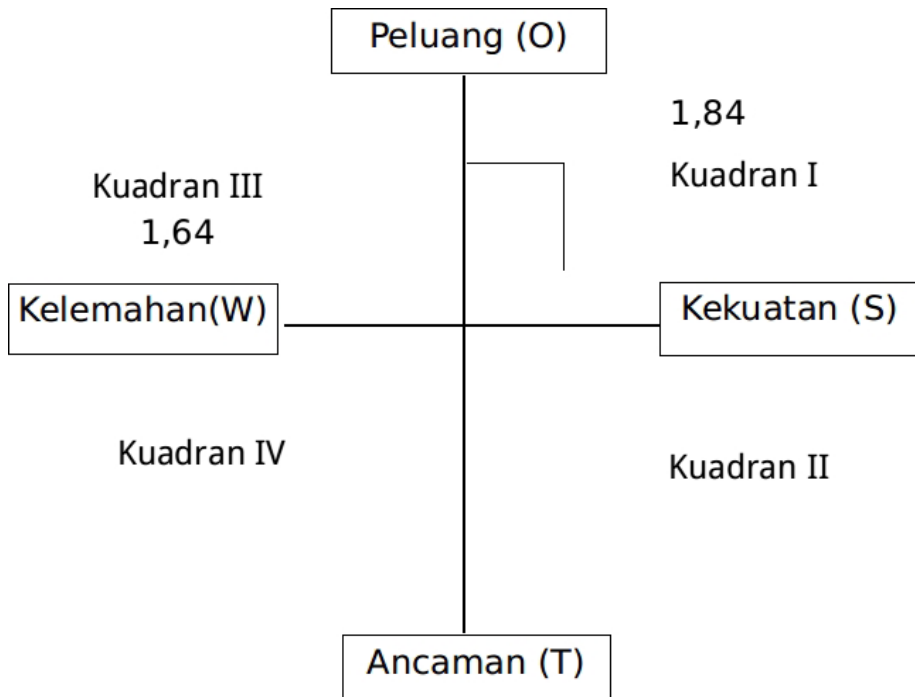 Peluang (O)
1,84
Kuadran I
Kuadran III
1,64
Kelemahan(W)
Kekuatan (S)
Kuadran IV
Kuadran II
Ancaman (T)